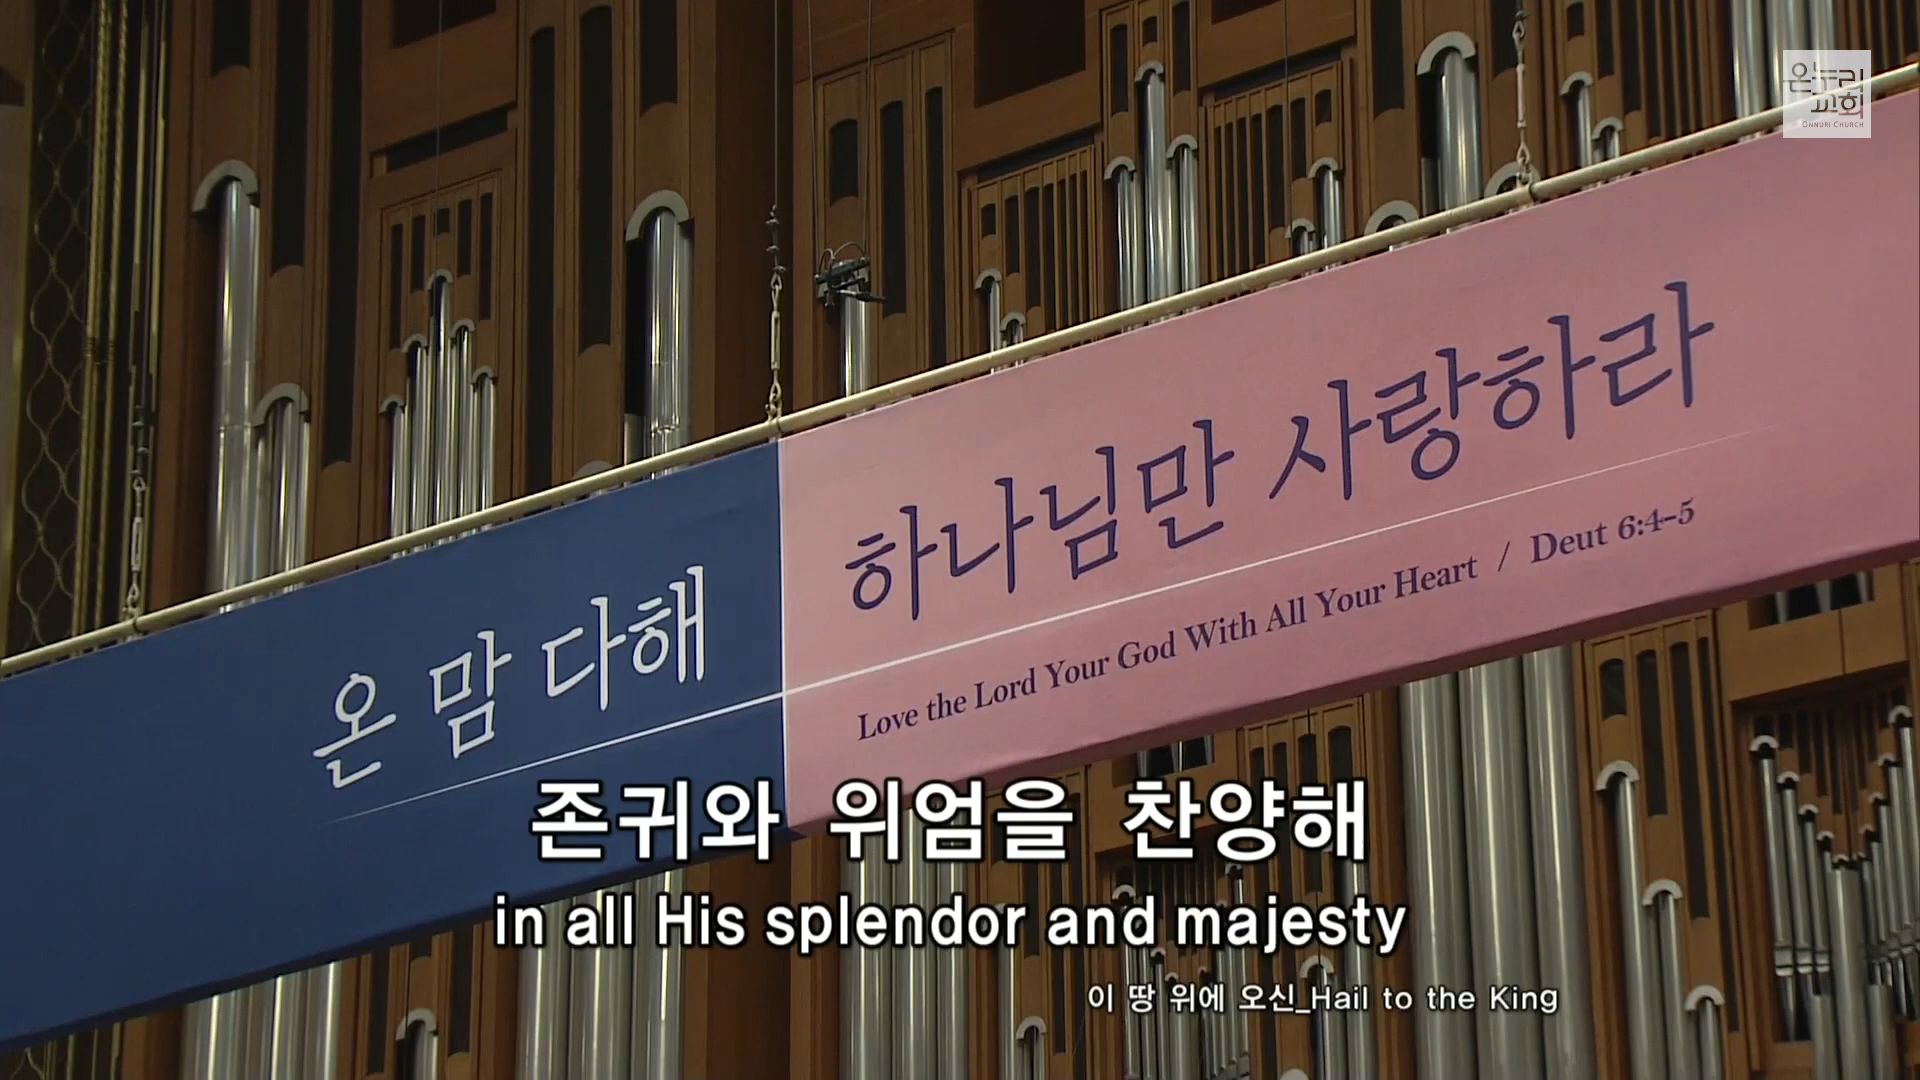 온누리
교회
ONNURI CHURCH
온 맘 다해 하나님만 사랑하라
Love the Lord Your God With All Your Heart / Deut 6:4-5
존귀와 위엄을 찬양해
in all His splendor and majesty
이 땅 위에 오신_Hail to the King